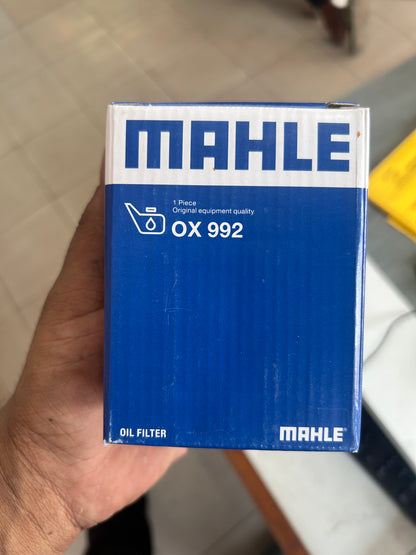 MAHLE
1 Piece
Original equipment quality
OX 992
OIL FILTER
MAHLE